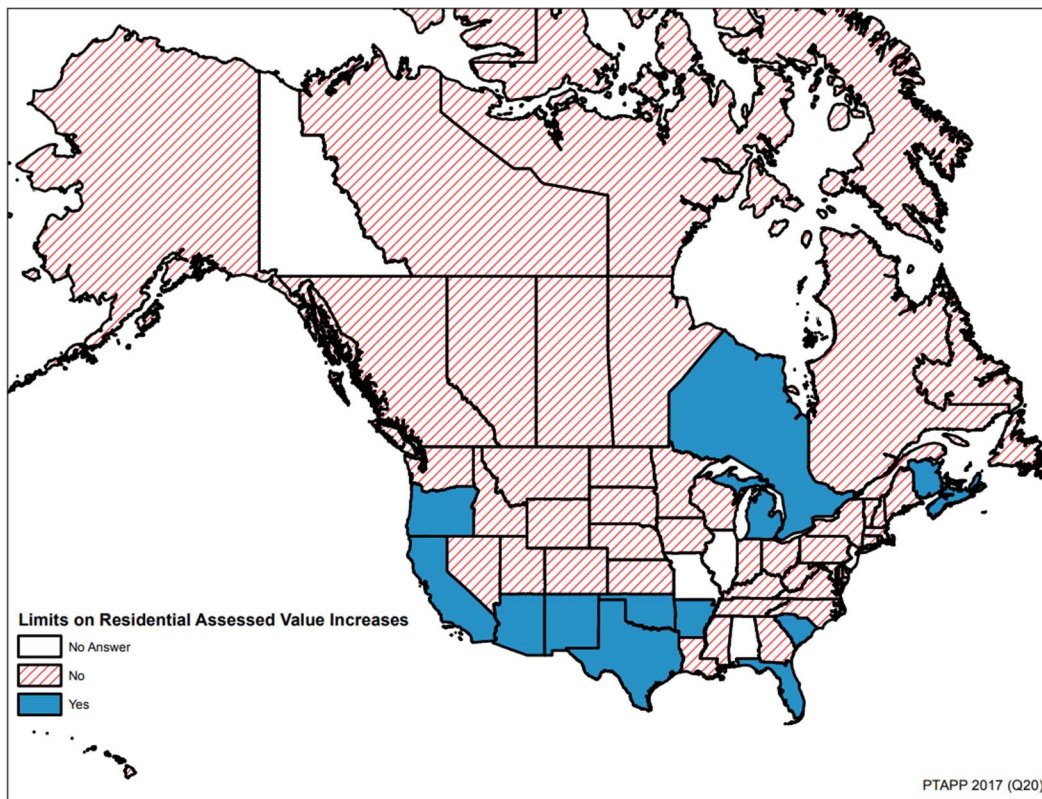 Limits on Residential Assessed Value Increases
No Answer
No
Yes
PTAPP 2017 (Q20)